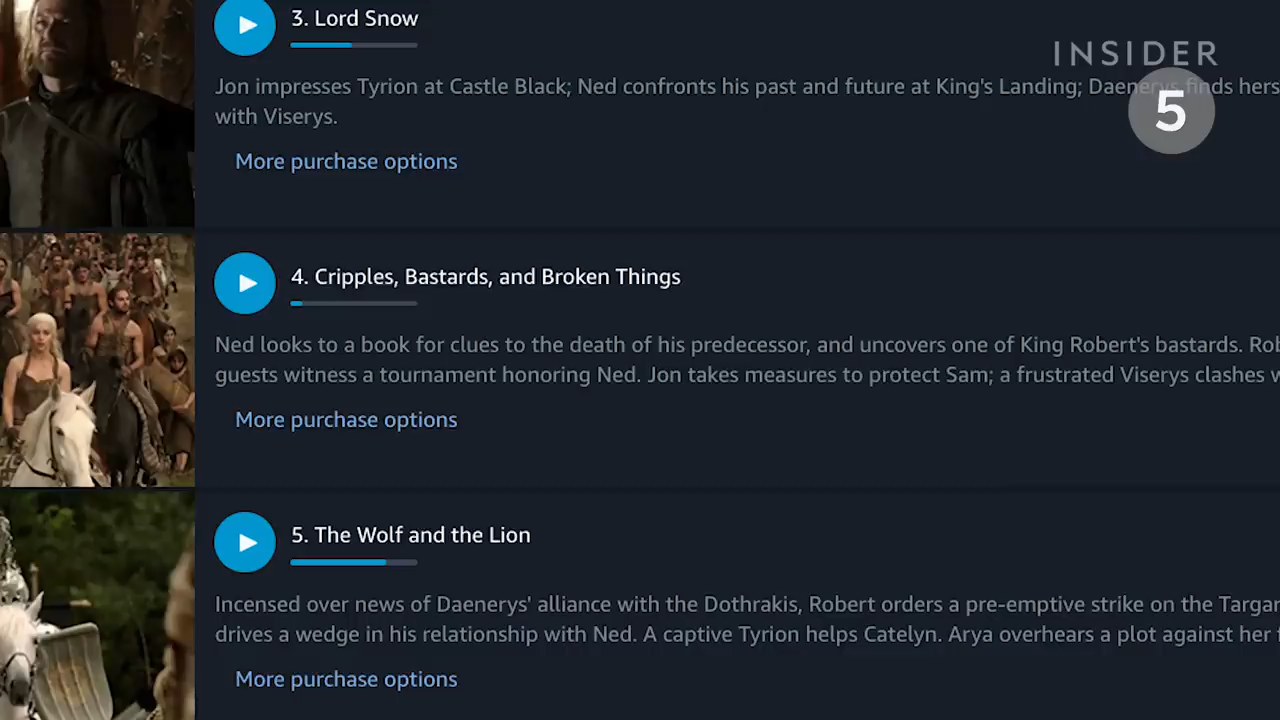 3. Lord Snow
INSIDER
5
Jon impresses Tyrion at Castle Black; Ned confronts his past and future at King's Landing; Daenerys finds hers
with Viserys.
More purchase options
4. Cripples, Bastards, and Broken Things
Ned looks to a book for clues to the death of his predecessor, and uncovers one of King Robert's bastards. Rob
guests witness a tournament honoring Ned. Jon takes measures to protect Sam; a frustrated Viserys clashes w
More purchase options
5. The Wolf and the Lion
Incensed over news of Daenerys' alliance with the Dothrakis, Robert orders a pre-emptive strike on the Targar
drives a wedge in his relationship with Ned. A captive Tyrion helps Catelyn. Arya overhears a plot against her
More purchase options